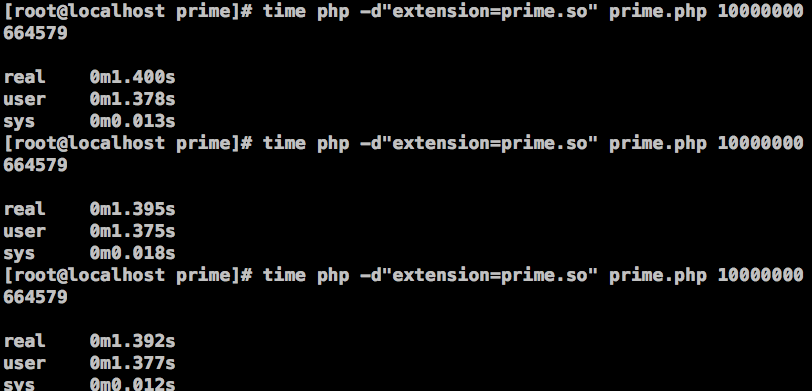 [root@localhost prime]# time php -d"extension=prime.so" prime.php 10000000
664579
real 0m1.400s
user 0m1.378s
sys 0m0.013s
[root@localhost prime]# time php -d"extension=prime.so" prime.php 10000000
664579
real 0m1.395s
user 0m1.375s
sys 0m0.018s
[root@localhost prime]# time php -d"extension=prime.so" prime.php 10000000
664579
real 0m1.392s
user 0m1.377s
sys 0m0.012s